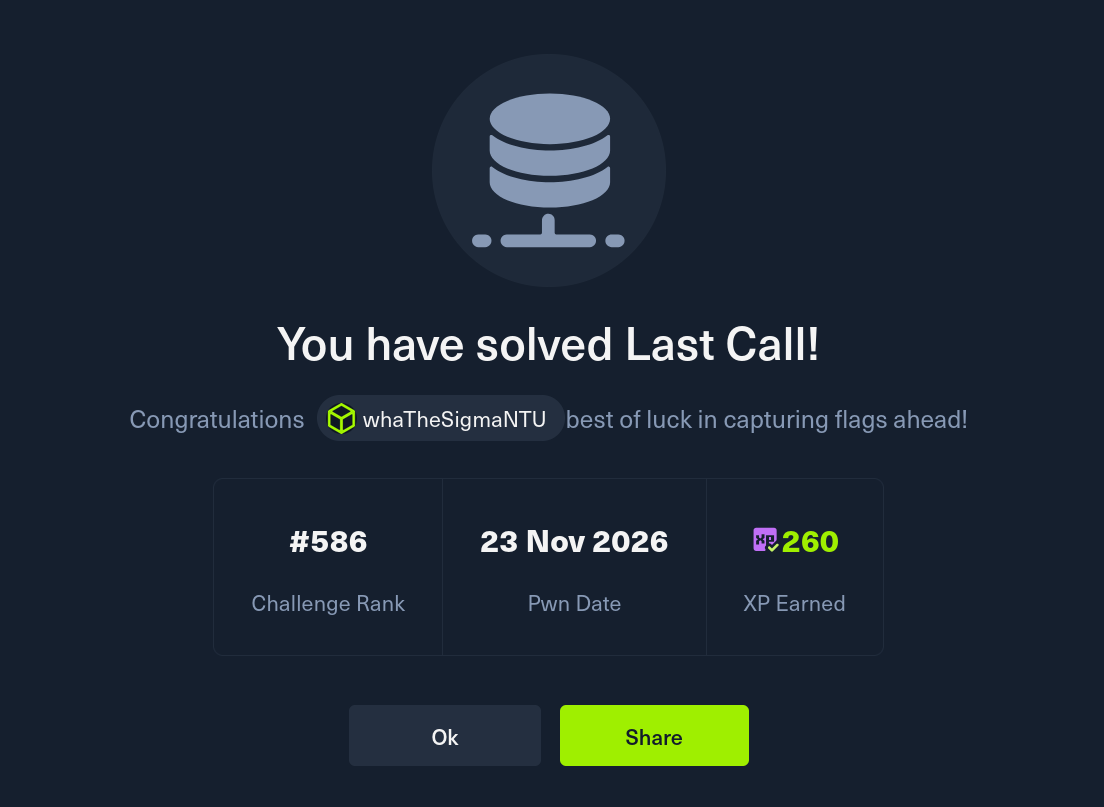 You have solved Last Call!
Congratulations whaTheSigmaNTU best of luck in capturing flags ahead!
#586 23 Nov 2026 xp 260
Challenge Rank Pwn Date XP Earned
Ok Share